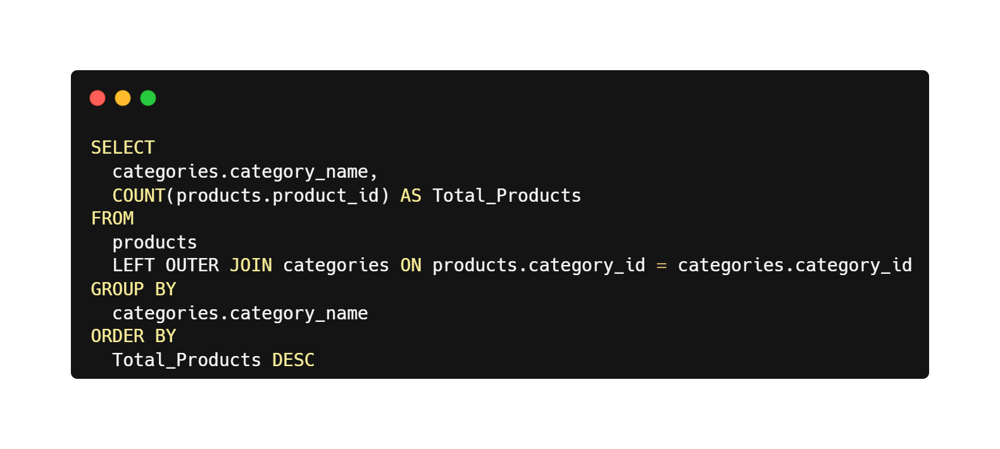 SELECT
  categories.category_name,
  COUNT(products.product_id) AS Total_Products
FROM
  products
  LEFT OUTER JOIN categories ON products.category_id = categories.category_id
GROUP BY
  categories.category_name
ORDER BY
  Total_Products DESC